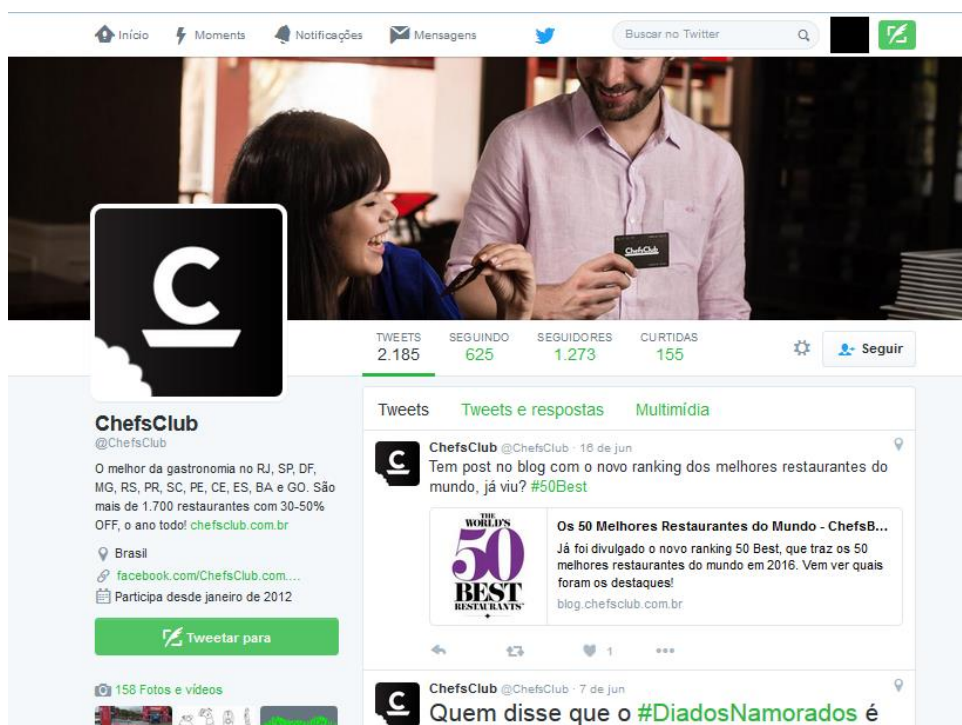 Início Moments Notificações Mensagens Buscar no Twitter
ChefsClub
TWEETS SEGUINDO SEGUIDORES CURTIDAS
2.185 625 1.273 155
Seguir
C
ChefsClub
@ChefsClub
O melhor da gastronomia no RJ, SP, DF,
MG, RS, PR, SC, PE, CE, ES, BA e GO. São
mais de 1.700 restaurantes com 30-50%
OFF, o ano todo! chefsclub.com.br
Brasil
facebook.com/ChefsClub.com....
Participa desde janeiro de 2012
Tweetar para
158 Fotos e vídeos
Tweets Tweets e respostas Multimídia
C
ChefsClub @ChefsClub · 16 de jun
Tem post no blog com o novo ranking dos melhores restaurantes do
mundo, já viu? #50Best
THE
WORLD'S
50
BEST
RESTAURANTS
Os 50 Melhores Restaurantes do Mundo - ChefsB...
Já foi divulgado o novo ranking 50 Best, que traz os 50
melhores restaurantes do mundo em 2016. Vem ver quais
foram os destaques!
blog.chefsclub.com.br
1
C
ChefsClub @ChefsClub · 7 de jun
Quem disse que o #DiadosNamorados é